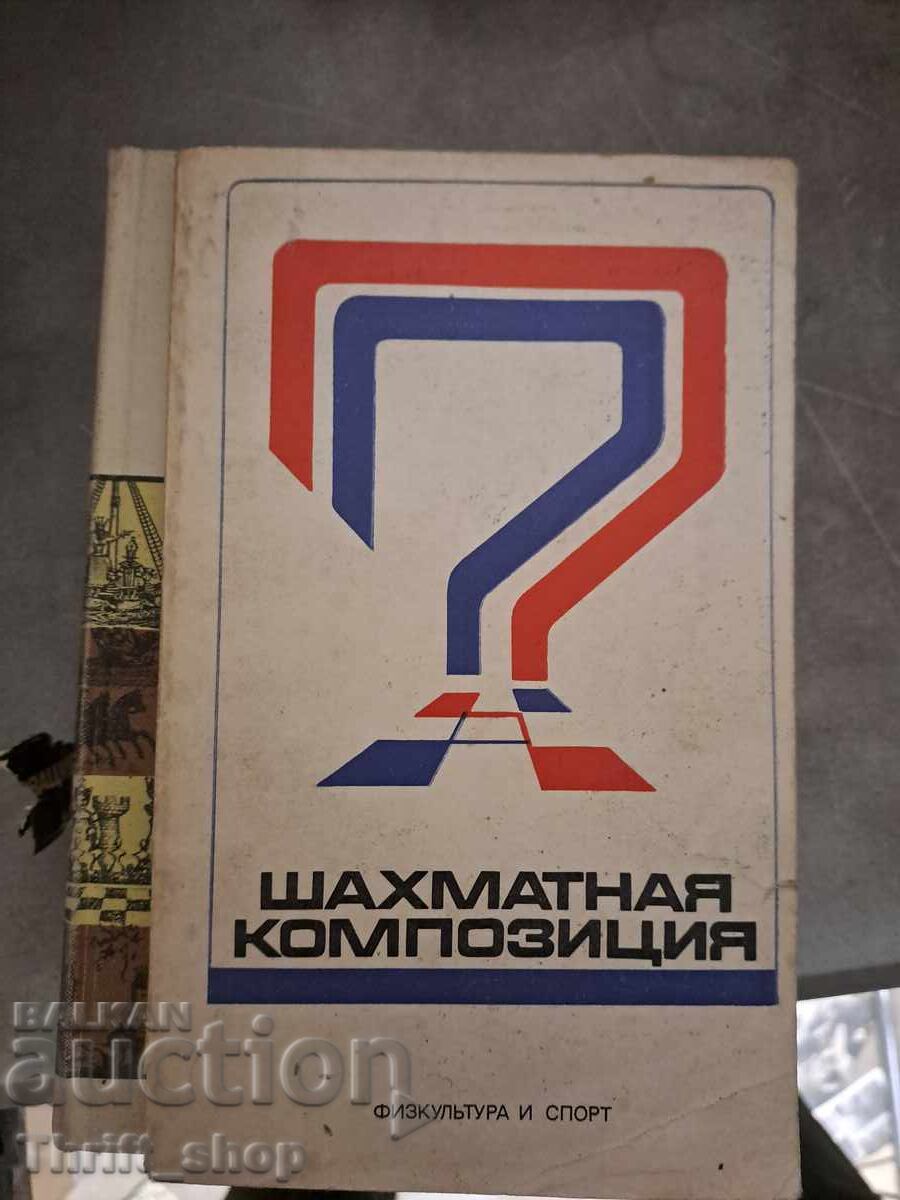 ШАХМАТНАЯ
КОМПОЗИЦИЯ
ФИЗКУЛЬТУРА И СПОРТ
BALKAN
auction
Thrift_shop